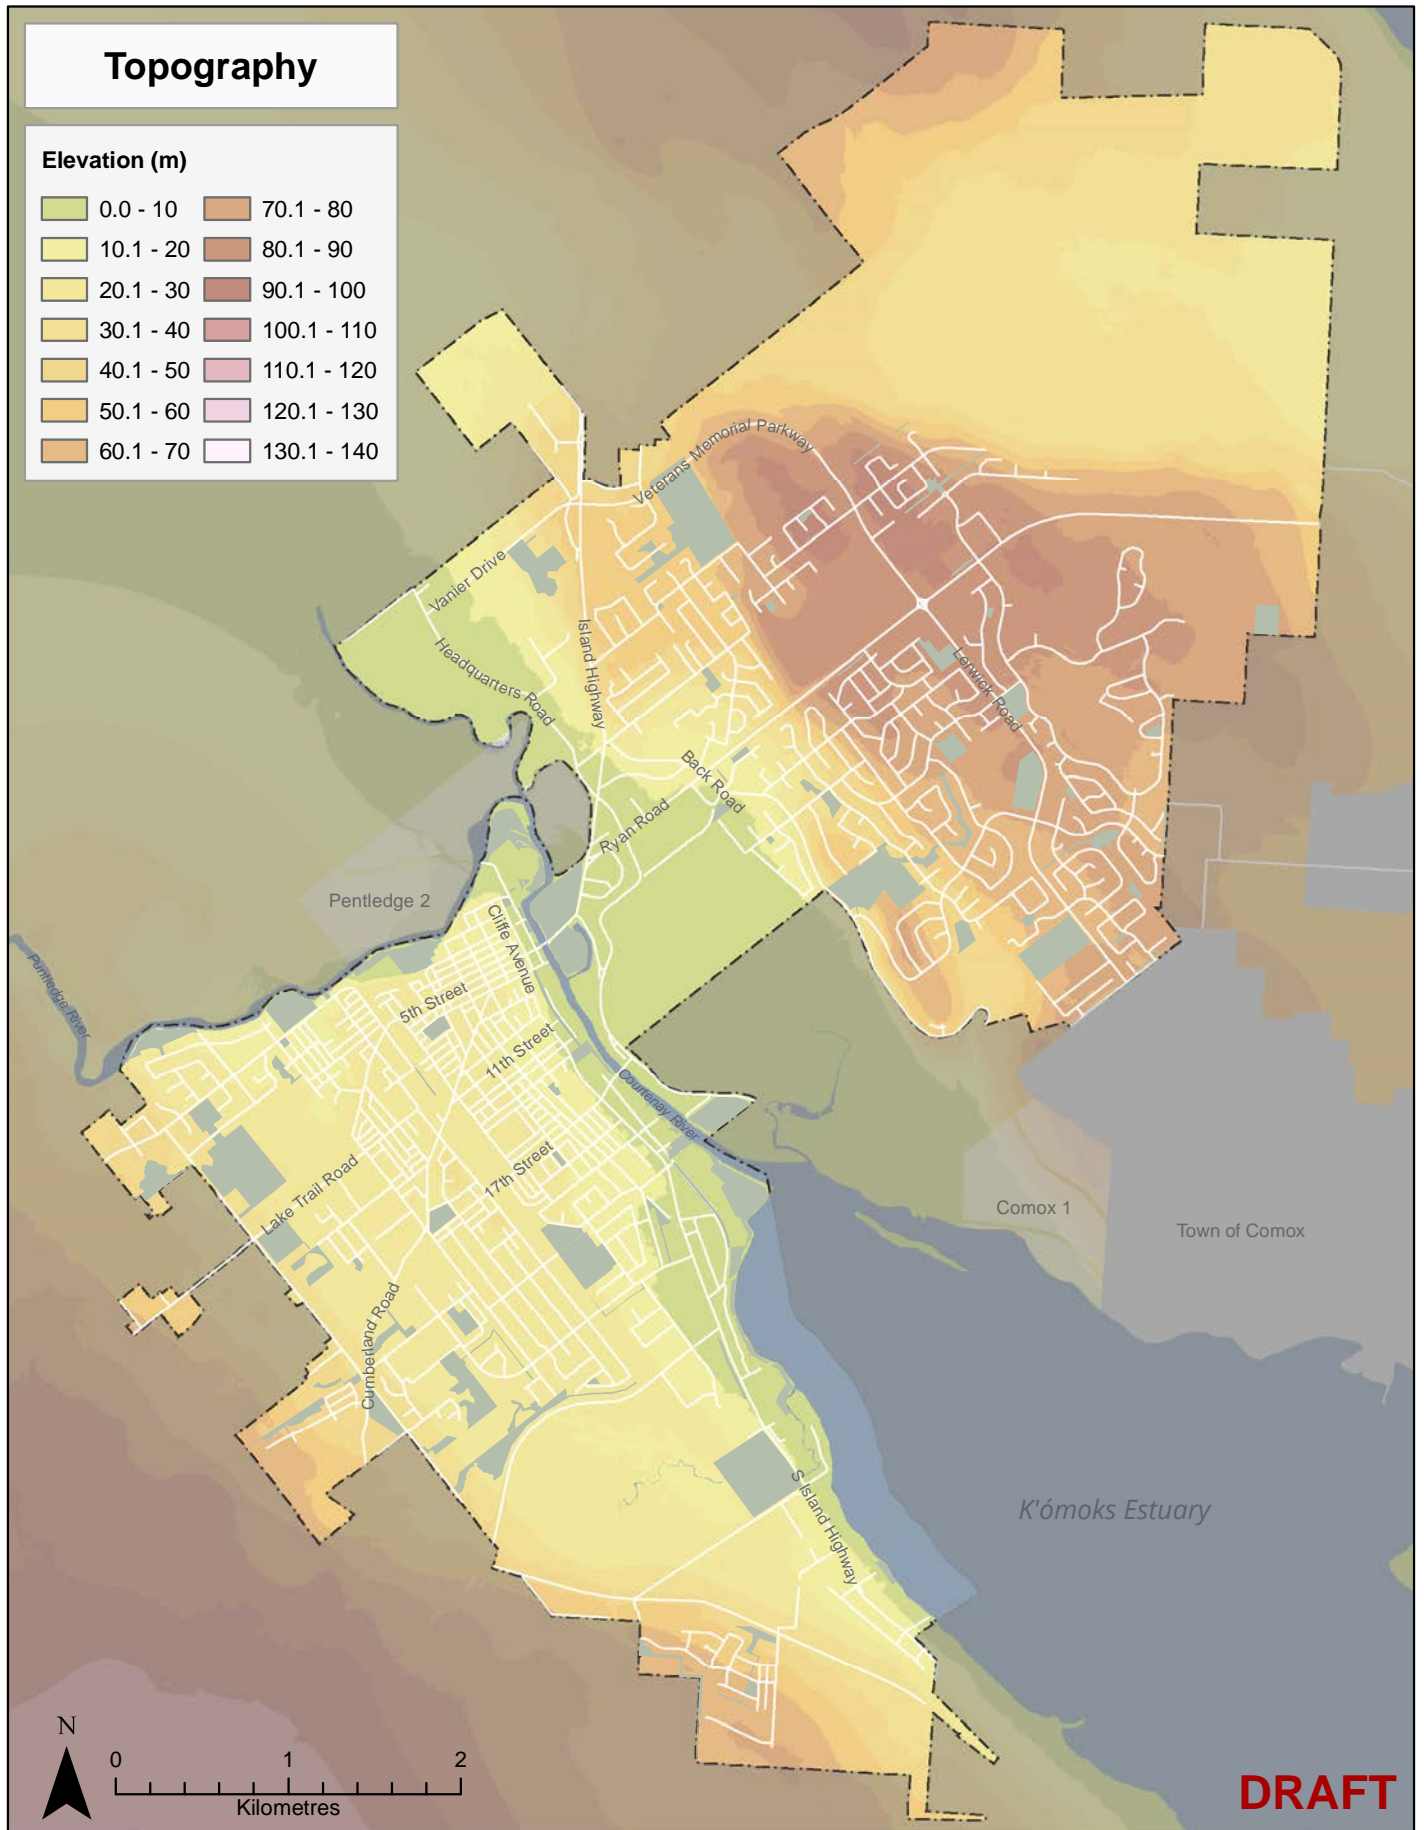 Topography
Elevation (m)
0.0 - 10
10.1 - 20
20.1 - 30
30.1 - 40
40.1 - 50
50.1 - 60
60.1 - 70
70.1 - 80
80.1 - 90
90.1 - 100
100.1 - 110
110.1 - 120
120.1 - 130
130.1 - 140
Veterans Memorial Parkway
Vanier Drive
Headquarters Road
Island Highway
Lerwick Road
Back Road
Ryan Road
Pentledge 2
Cliffe Avenue
Puntledge River
5th Street
11th Street
Courtenay River
17th Street
Lake Trail Road
Comox 1
Town of Comox
Cumberland Road
S Island Highway
K'ómoks Estuary
N
0 1 2
Kilometres
DRAFT